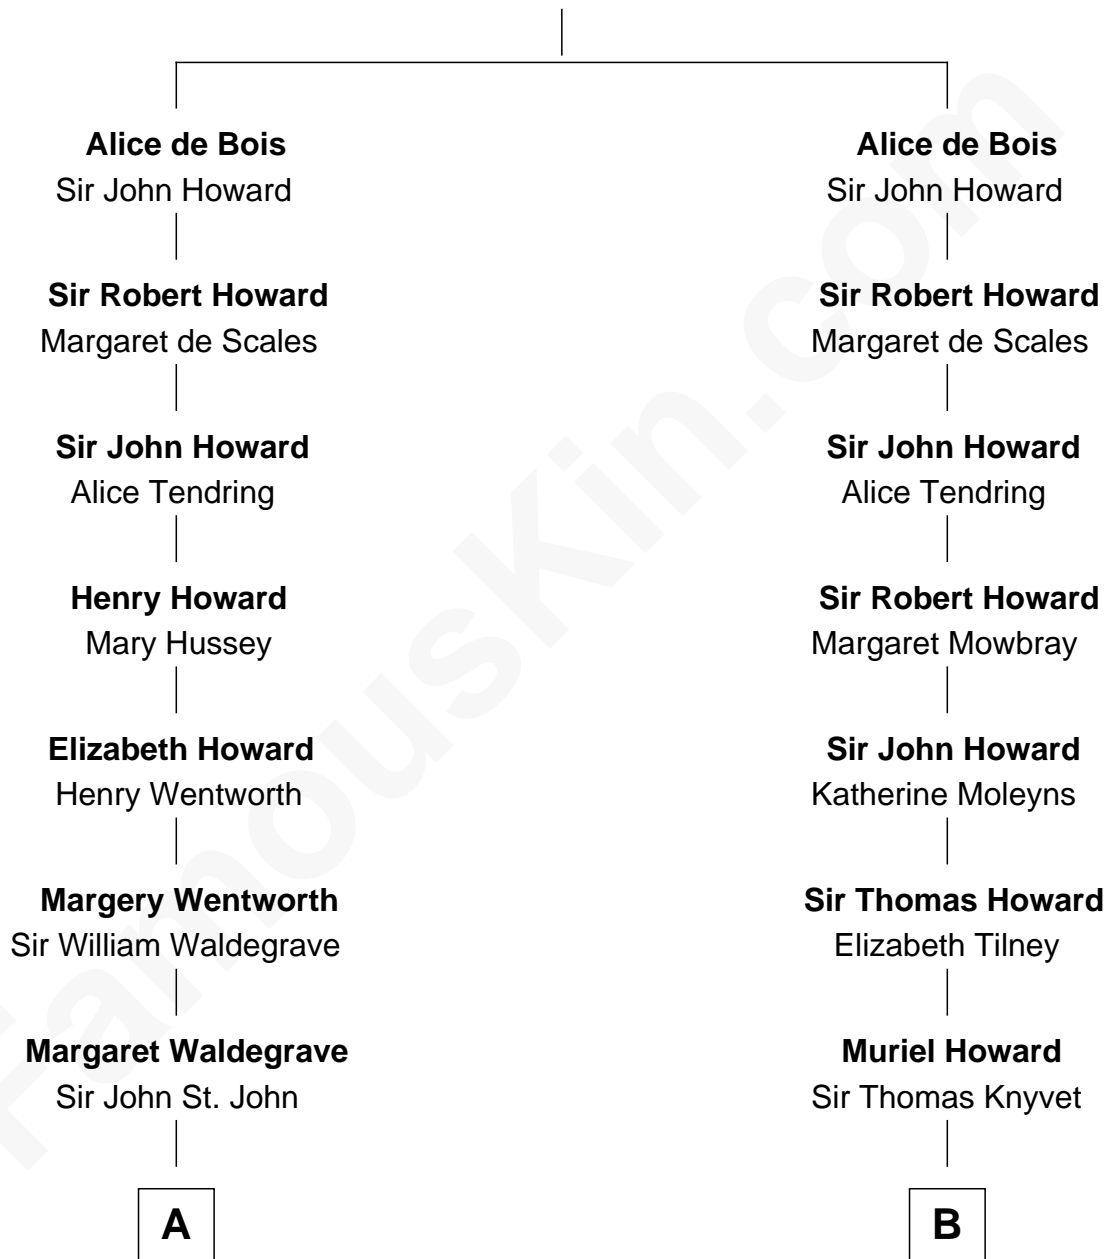 Alice de Bois
Sir John Howard
Sir Robert Howard
Margaret de Scales
Sir John Howard
Alice Tendring
Henry Howard
Mary Hussey
Elizabeth Howard
Henry Wentworth
Margery Wentworth
Sir William Waldegrave
Margaret Waldegrave
Sir John St. John
A
Alice de Bois
Sir John Howard
Sir Robert Howard
Margaret de Scales
Sir John Howard
Alice Tendring
Sir Robert Howard
Margaret Mowbray
Sir John Howard
Katherine Moleyns
Sir Thomas Howard
Elizabeth Tilney
Muriel Howard
Sir Thomas Knyvet
B
FamousKin.com